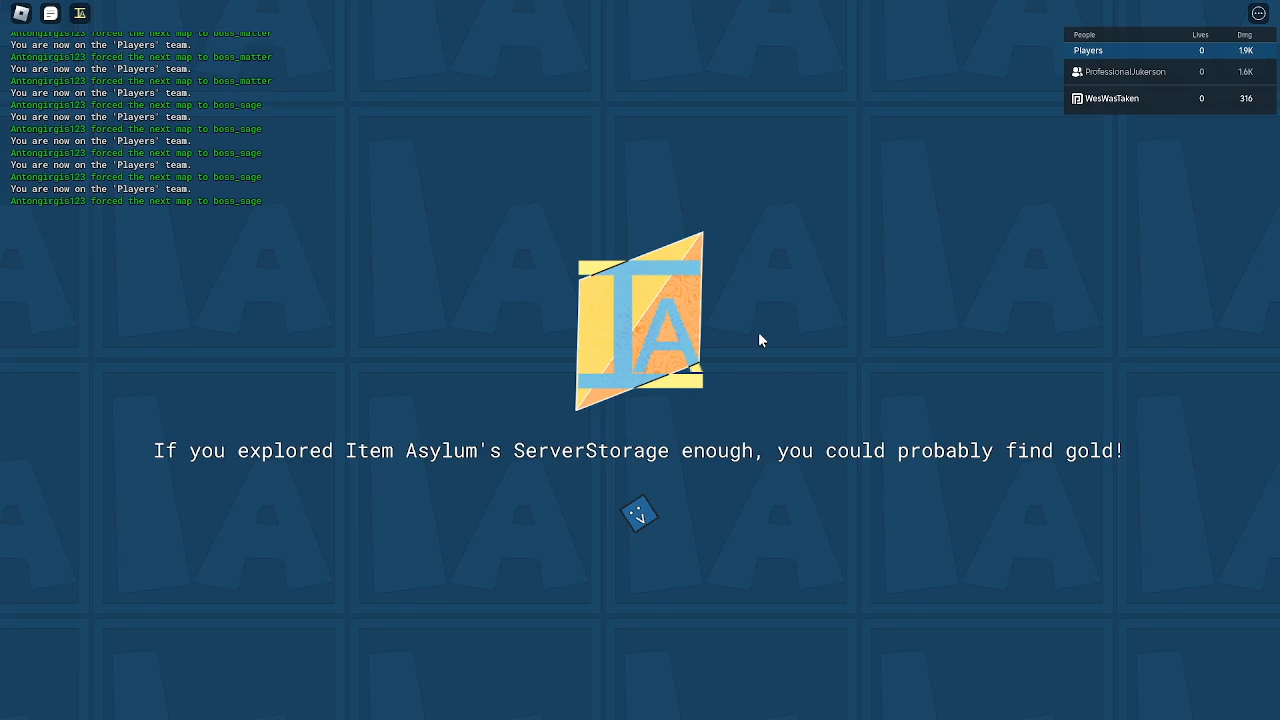 Antongirgis123 forced the next map to boss_matter
You are now on the 'Players' team.
Antongirgis123 forced the next map to boss_matter
You are now on the 'Players' team.
Antongirgis123 forced the next map to boss_matter
You are now on the 'Players' team.
Antongirgis123 forced the next map to boss_sage
You are now on the 'Players' team.
Antongirgis123 forced the next map to boss_sage
You are now on the 'Players' team.
Antongirgis123 forced the next map to boss_sage
You are now on the 'Players' team.
Antongirgis123 forced the next map to boss_sage
You are now on the 'Players' team.
Antongirgis123 forced the next map to boss_sage
People Lives Dmg
Players 0 1.9K
ProfessionalJukerson 0 1.6K
WesWasTaken 0 316
IA
If you explored Item Asylum's ServerStorage enough, you could probably find gold!